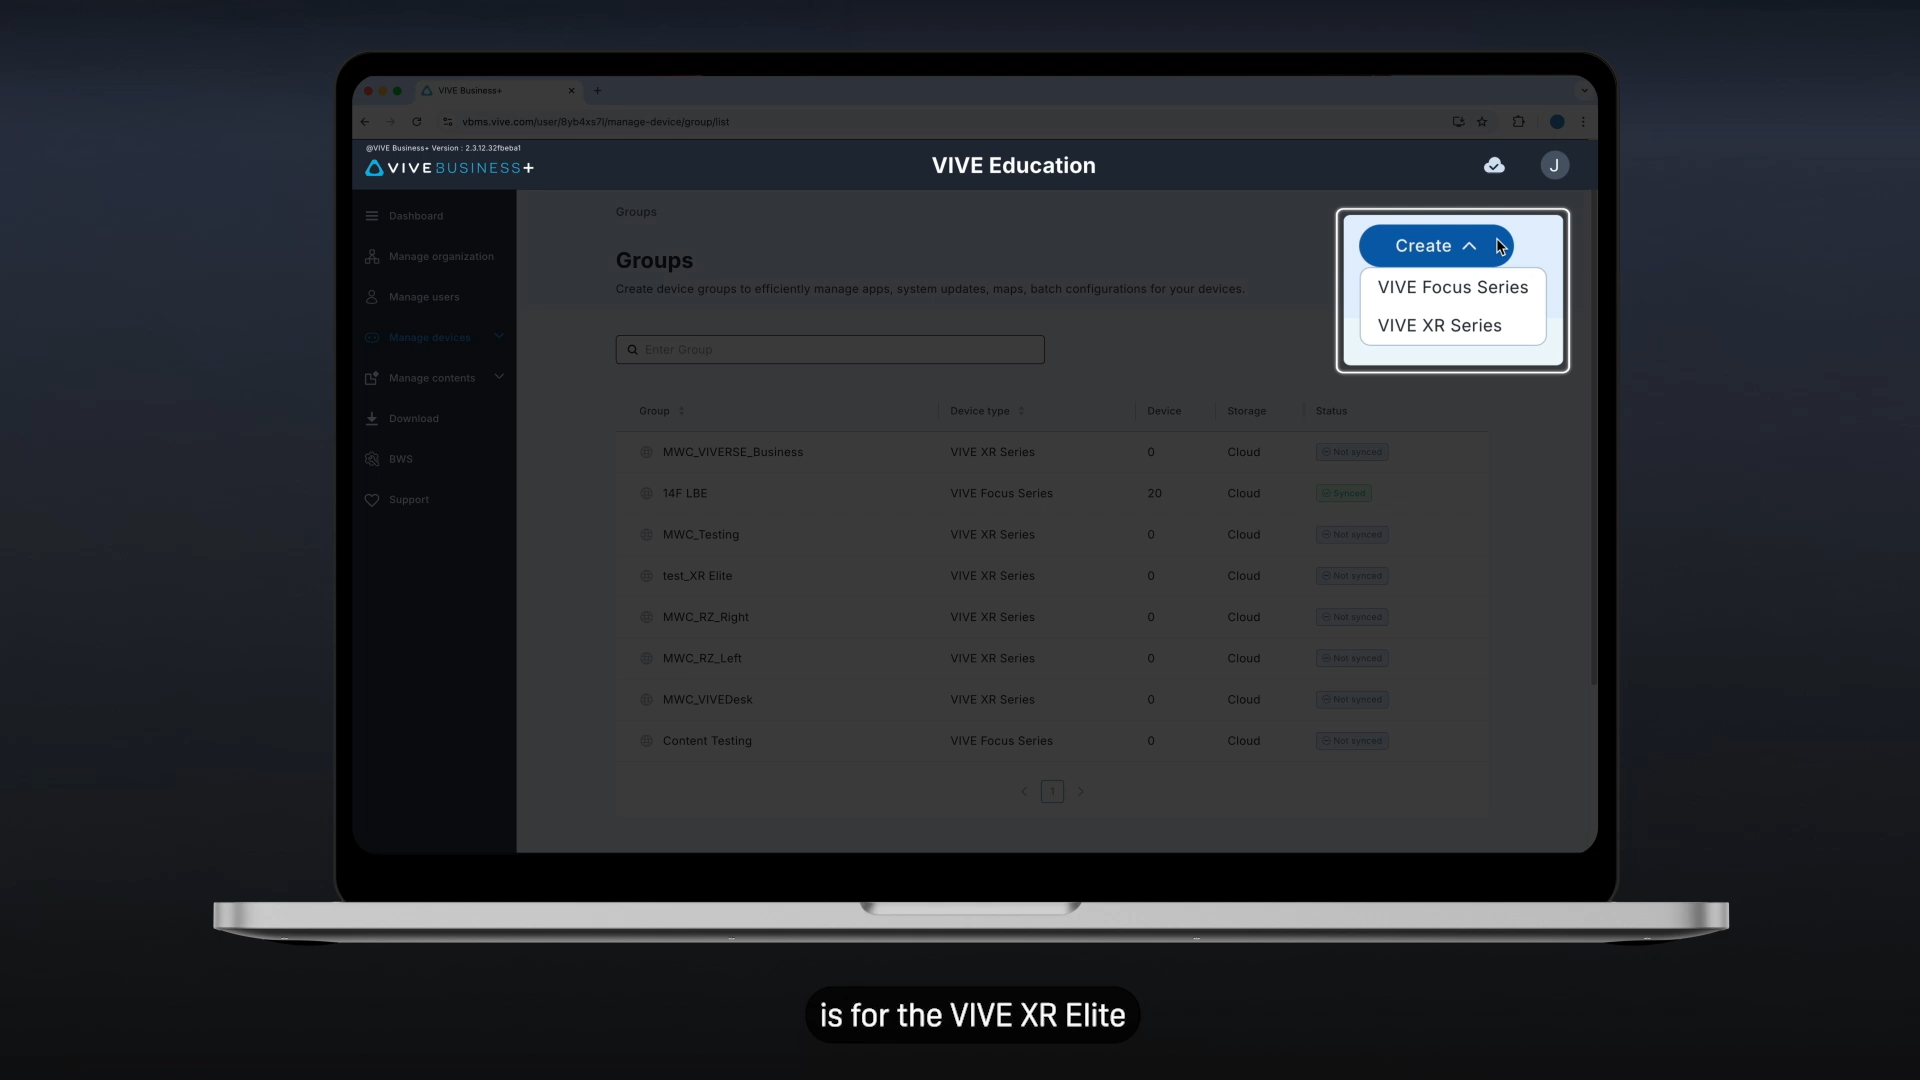 VIVE Business+
vbms.vive.com/user/8yb4xs7l/manage-device/group/list
@VIVE Business+ Version : 2.3.12.32fbeba1
VIVE BUSINESS+
VIVE Education
J
Dashboard
Manage organization
Manage users
Manage devices
Manage contents
Download
BWS
Support
Groups
Groups
Create device groups to efficiently manage apps, system updates, maps, batch configurations for your devices.
Create
VIVE Focus Series
VIVE XR Series
Enter Group
Group Device type Device Storage Status
MWC_VIVERSE_Business VIVE XR Series 0 Cloud Not synced
14F LBE VIVE Focus Series 20 Cloud Synced
MWC_Testing VIVE XR Series 0 Cloud Not synced
test_XR Elite VIVE XR Series 0 Cloud Not synced
MWC_RZ_Right VIVE XR Series 0 Cloud Not synced
MWC_RZ_Left VIVE XR Series 0 Cloud Not synced
MWC_VIVEDesk VIVE XR Series 0 Cloud Not synced
Content Testing VIVE Focus Series 0 Cloud Not synced
1
is for the VIVE XR Elite